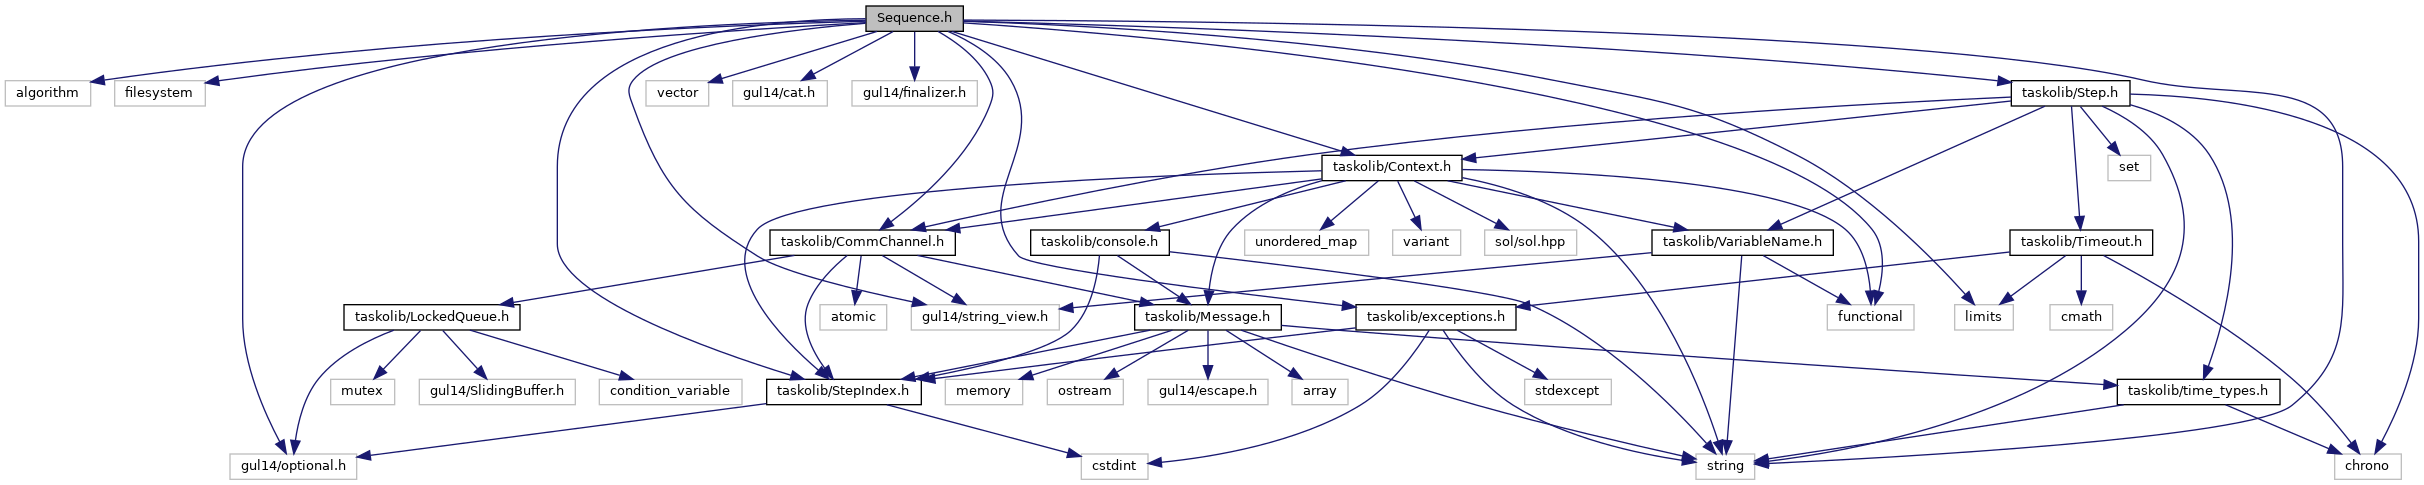 Sequence.h
algorithm
filesystem
vector
gul14/cat.h
gul14/finalizer.h
taskolib/Step.h
taskolib/Context.h
set
taskolib/CommChannel.h
taskolib/console.h
unordered_map
variant
sol/sol.hpp
taskolib/VariableName.h
taskolib/Timeout.h
taskolib/LockedQueue.h
atomic
gul14/string_view.h
taskolib/Message.h
taskolib/exceptions.h
functional
limits
cmath
mutex
gul14/SlidingBuffer.h
condition_variable
taskolib/StepIndex.h
memory
ostream
gul14/escape.h
array
stdexcept
taskolib/time_types.h
gul14/optional.h
cstdint
string
chrono